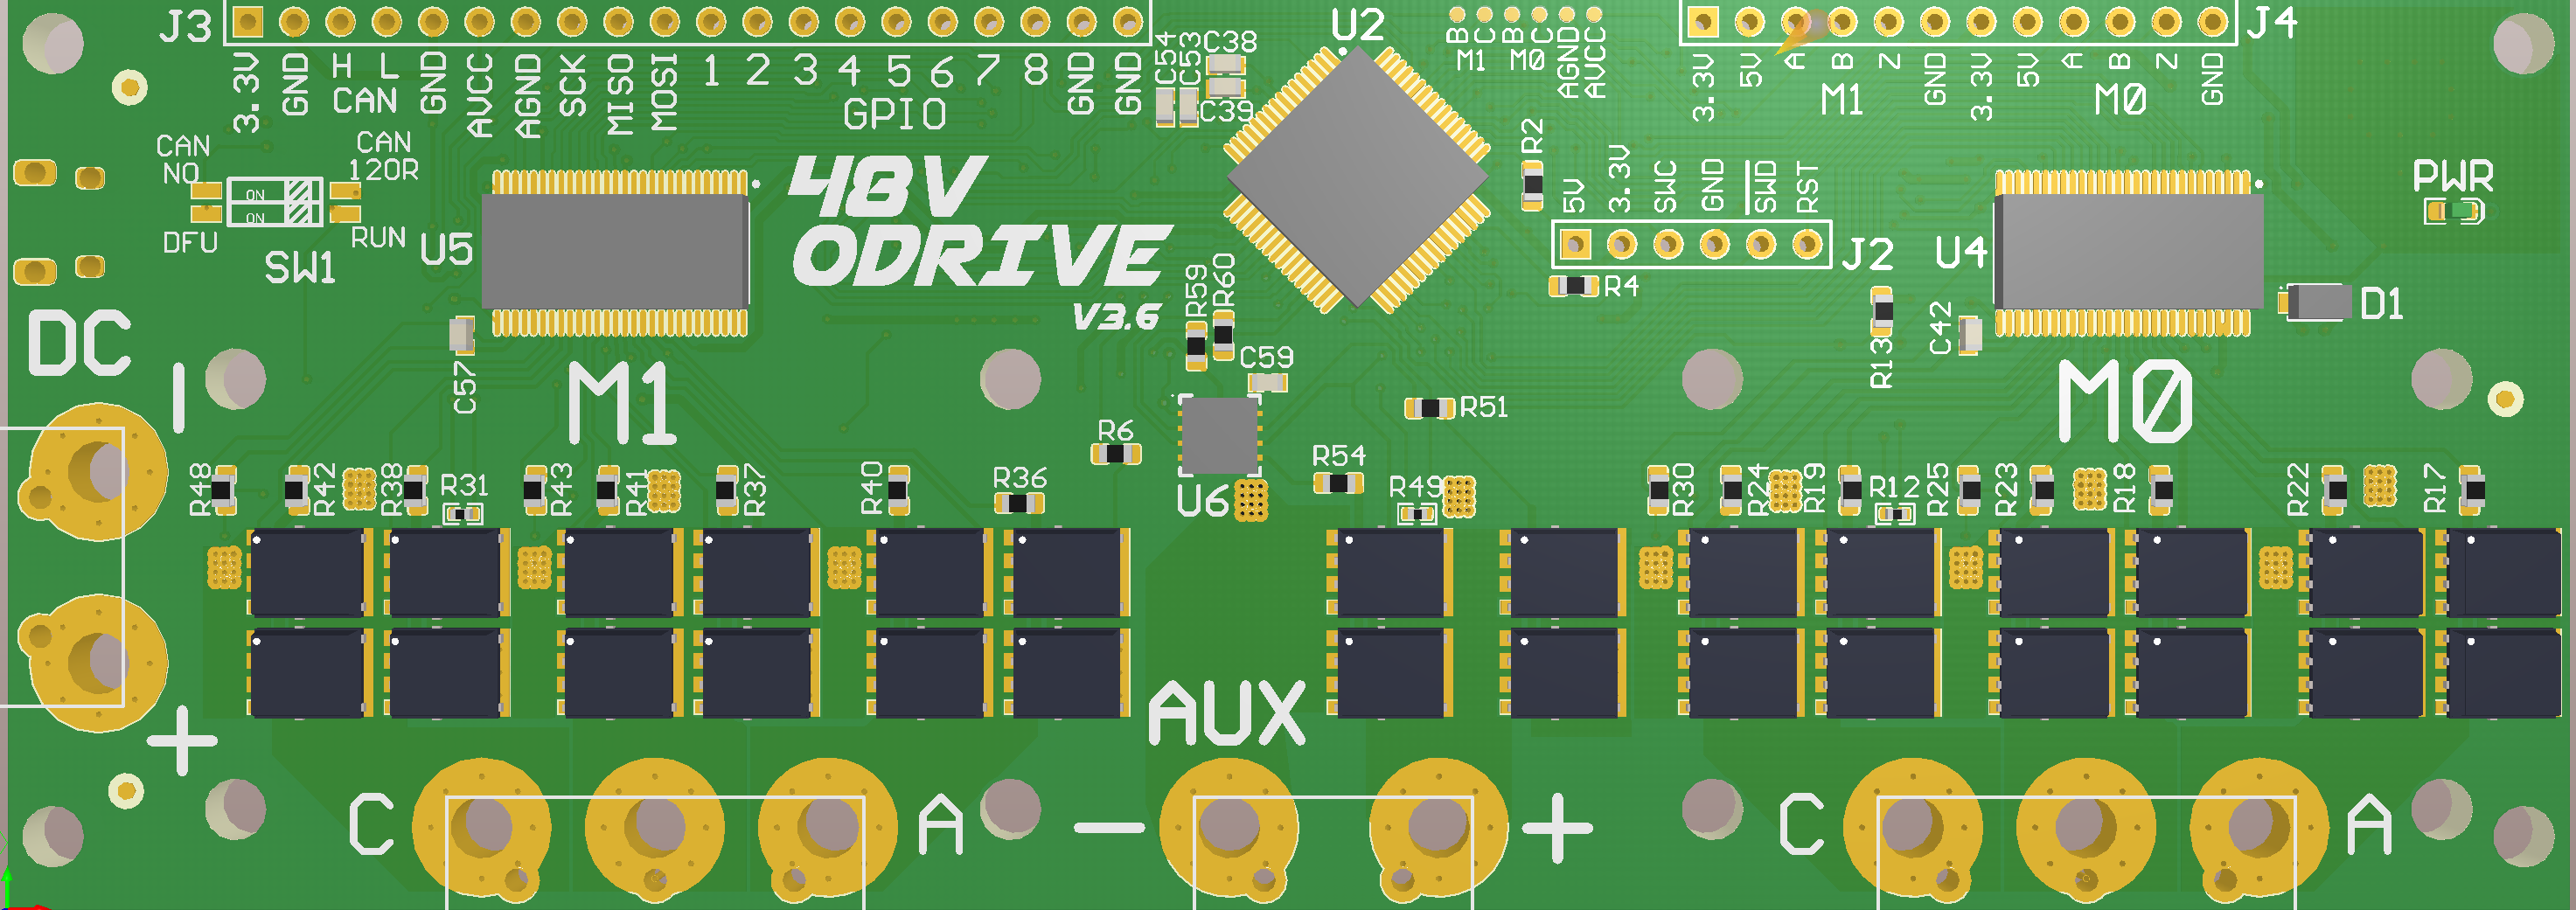 J3
3.3V GND H L GND AVCC AGND SCK MISO MOSI 1 2 3 4 5 6 7 8 GND GND
CAN
GPIO
C54 C53 C38
C39
U2
B C B C AGND AVCC
M1 M0
J4
3.3V 5V A B Z GND 3.3V 5V A B Z GND
M1 M0
CAN NO
CAN 120R
ON
ON
DFU
RUN
SW1
U5
48V
ODRIVE
V3.6
R2
5V 3.3V SWC GND SWD RST
J2
R4
U4
PWR
D1
R59 R60
C59
R13
C42
DC
-
C57
M1
M0
R6
R51
R54
U6
R48 R42 R38 R31 R43 R41 R37 R40 R36
R49 R30 R24 R19 R12 R25 R23 R18 R22 R17
+
AUX
C A - + C A